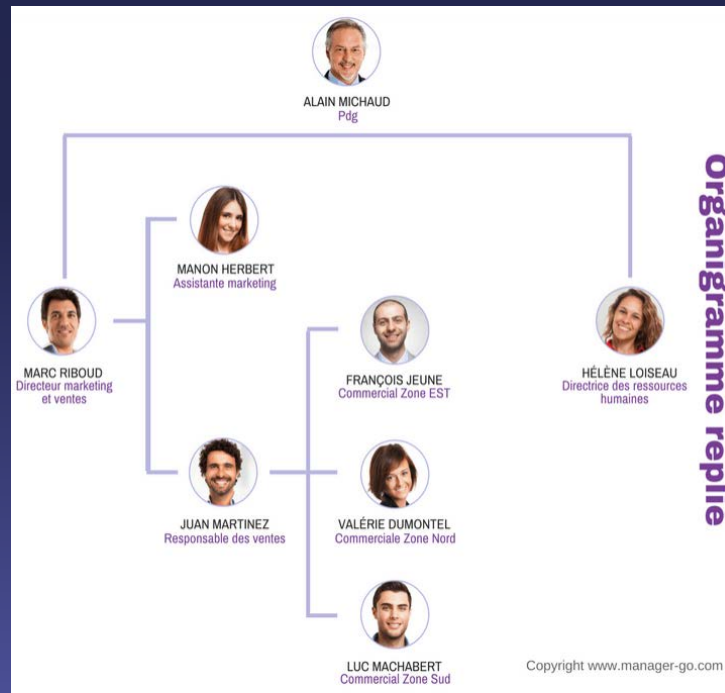 ALAIN MICHAUD
Pdg
MANON HERBERT
Assistante marketing
MARC RIBOUD
Directeur marketing
et ventes
FRANÇOIS JEUNE
Commercial Zone EST
HÉLÈNE LOISEAU
Directrice des ressources
humaines
JUAN MARTINEZ
Responsable des ventes
VALÉRIE DUMONTEL
Commerciale Zone Nord
LUC MACHABERT
Commercial Zone Sud
Organigramme replie
Copyright www.manager-go.com